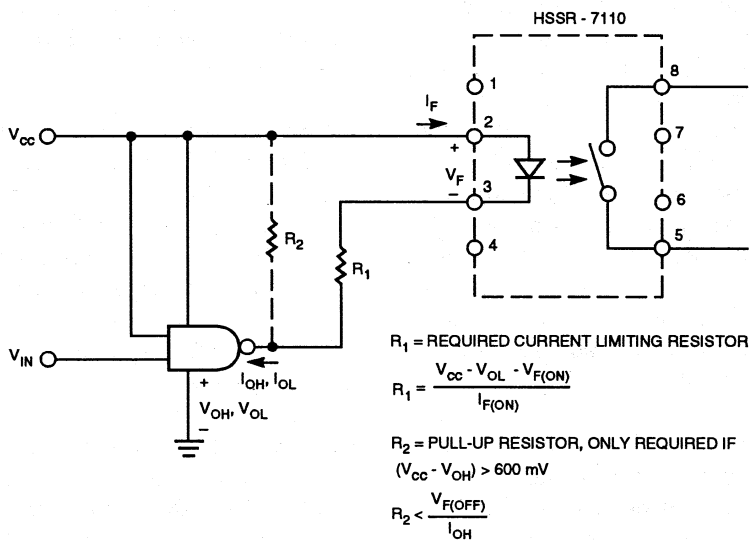 HSSR - 7110
1
8
I_F
2
V_CC
+
7
V_F
3
−
6
R_2
4
5
R_1
R_1 = REQUIRED CURRENT LIMITING RESISTOR
V_IN
I_OH, I_OL
+
R_1 = (V_CC - V_OL - V_F(ON)) / I_F(ON)
V_OH, V_OL
−
R_2 = PULL-UP RESISTOR, ONLY REQUIRED IF
(V_CC - V_OH) > 600 mV
R_2 < V_F(OFF) / I_OH